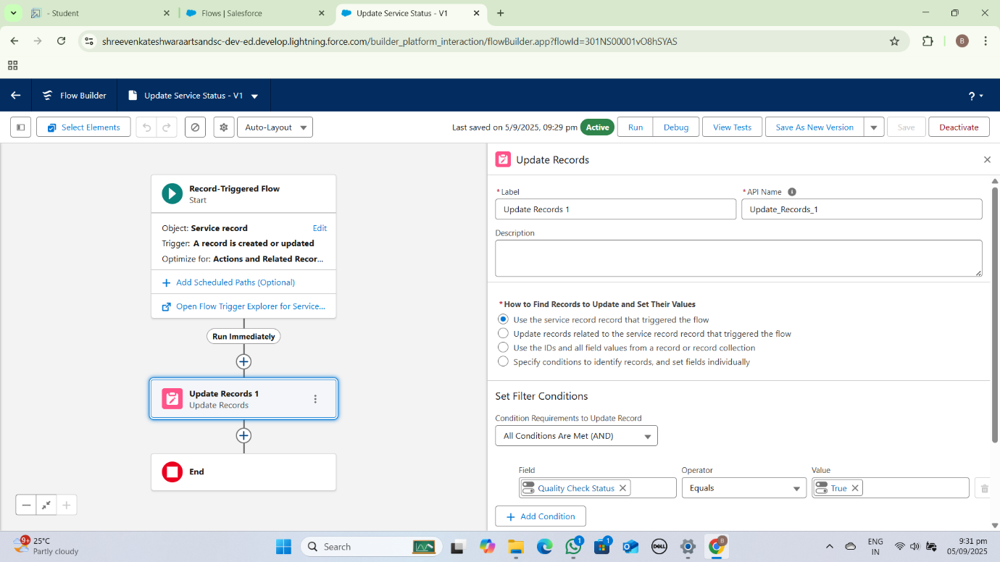 - Student
Flows | Salesforce
Update Service Status - V1
shreevenkateshwaraartsandsc-dev-ed.develop.lightning.force.com/builder_platform_interaction/flowBuilder.app?flowId=301NS00001vO8hSYAS
B
Flow Builder
Update Service Status - V1
?
Select Elements
Auto-Layout
Last saved on 5/9/2025, 09:29 pm
Active
Run
Debug
View Tests
Save As New Version
Save
Deactivate
Record-Triggered Flow
Start
Object: Service record
Edit
Trigger: A record is created or updated
Optimize for: Actions and Related Recor...
Add Scheduled Paths (Optional)
Open Flow Trigger Explorer for Service...
Run Immediately
Update Records 1
Update Records
End
Update Records
*Label
Update Records 1
*API Name
Update_Records_1
Description
*How to Find Records to Update and Set Their Values
Use the service record record that triggered the flow
Update records related to the service record record that triggered the flow
Use the IDs and all field values from a record or record collection
Specify conditions to identify records, and set fields individually
Set Filter Conditions
Condition Requirements to Update Record
All Conditions Are Met (AND)
Field
Quality Check Status
Operator
Equals
Value
True
Add Condition
9+
25°C
Partly cloudy
Search
1
1
DELL
B
ENG
IN
9:31 pm
05/09/2025